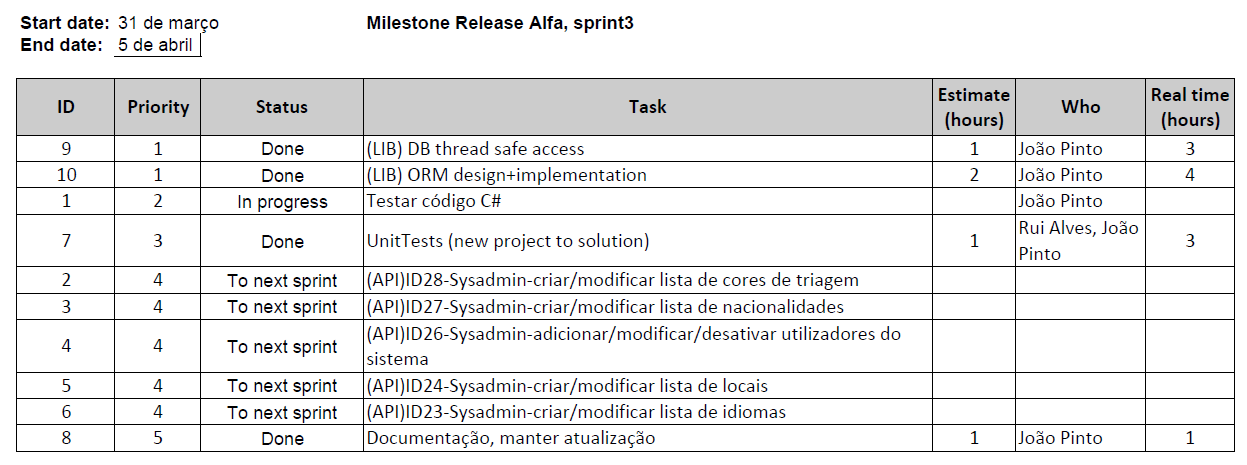 Start date: 31 de março Milestone Release Alfa, sprint3
End date: 5 de abril
ID Priority Status Task Estimate (hours) Who Real time (hours)
9 1 Done (LIB) DB thread safe access 1 João Pinto 3
10 1 Done (LIB) ORM design+implementation 2 João Pinto 4
1 2 In progress Testar código C# João Pinto
7 3 Done UnitTests (new project to solution) 1 Rui Alves, João Pinto 3
2 4 To next sprint (API)ID28-Sysadmin-criar/modificar lista de cores de triagem
3 4 To next sprint (API)ID27-Sysadmin-criar/modificar lista de nacionalidades
4 4 To next sprint (API)ID26-Sysadmin-adicionar/modificar/desativar utilizadores do sistema
5 4 To next sprint (API)ID24-Sysadmin-criar/modificar lista de locais
6 4 To next sprint (API)ID23-Sysadmin-criar/modificar lista de idiomas
8 5 Done Documentação, manter atualização 1 João Pinto 1